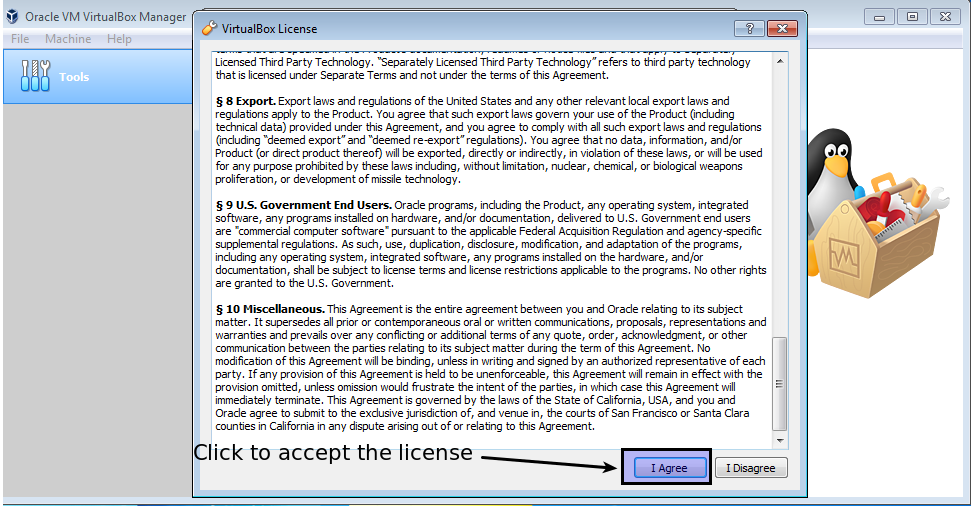 Oracle VM VirtualBox Manager
File Machine Help
Tools
VirtualBox License
Licensed Third Party Technology. “Separately Licensed Third Party Technology” refers to third party technology
that is licensed under Separate Terms and not under the terms of this Agreement.
§ 8 Export. Export laws and regulations of the United States and any other relevant local export laws and
regulations apply to the Product. You agree that such export laws govern your use of the Product (including
technical data) provided under this Agreement, and you agree to comply with all such export laws and regulations
(including “deemed export” and “deemed re-export” regulations). You agree that no data, information, and/or
Product (or direct product thereof) will be exported, directly or indirectly, in violation of these laws, or will be used
for any purpose prohibited by these laws including, without limitation, nuclear, chemical, or biological weapons
proliferation, or development of missile technology.
§ 9 U.S. Government End Users. Oracle programs, including the Product, any operating system, integrated
software, any programs installed on hardware, and/or documentation, delivered to U.S. Government end users
are "commercial computer software" pursuant to the applicable Federal Acquisition Regulation and agency-specific
supplemental regulations. As such, use, duplication, disclosure, modification, and adaptation of the programs,
including any operating system, integrated software, any programs installed on the hardware, and/or
documentation, shall be subject to license terms and license restrictions applicable to the programs. No other rights
are granted to the U.S. Government.
§ 10 Miscellaneous. This Agreement is the entire agreement between you and Oracle relating to its subject
matter. It supersedes all prior or contemporaneous oral or written communications, proposals, representations and
warranties and prevails over any conflicting or additional terms of any quote, order, acknowledgment, or other
communication between the parties relating to its subject matter during the term of this Agreement. No
modification of this Agreement will be binding, unless in writing and signed by an authorized representative of each
party. If any provision of this Agreement is held to be unenforceable, this Agreement will remain in effect with the
provision omitted, unless omission would frustrate the intent of the parties, in which case this Agreement will
immediately terminate. This Agreement is governed by the laws of the State of California, USA, and you and
Oracle agree to submit to the exclusive jurisdiction of, and venue in, the courts of San Francisco or Santa Clara
counties in California in any dispute arising out of or relating to this Agreement.
Click to accept the license
I Agree
I Disagree